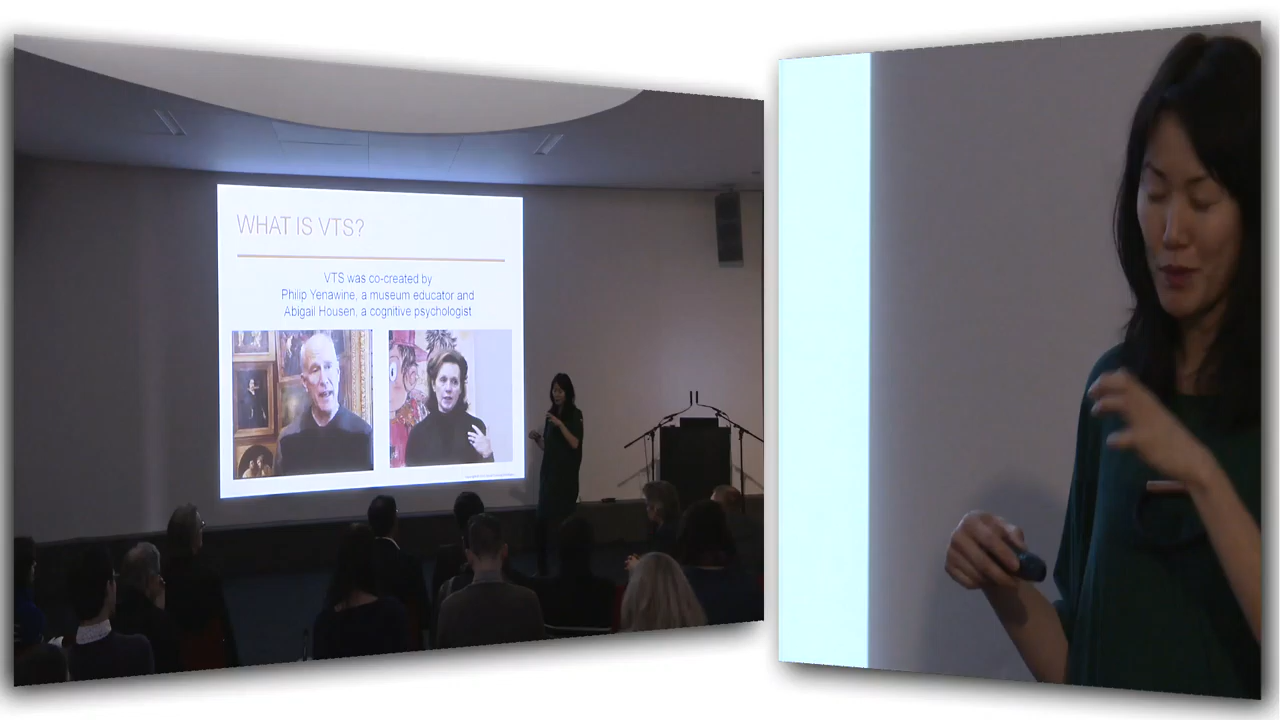 WHAT IS VTS?
VTS was co-created by
Philip Yenawine, a museum educator and
Abigail Housen, a cognitive psychologist